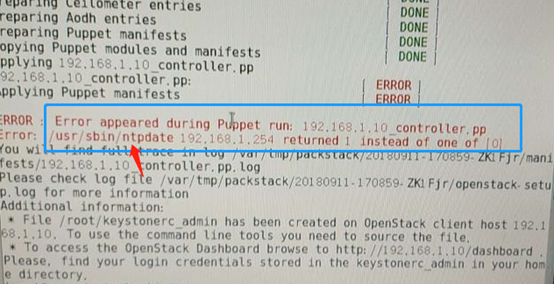 reparing Ceilometer entries [ DONE ]
reparing Aodh entries [ DONE ]
reparing Puppet manifests [ DONE ]
opying Puppet modules and manifests [ DONE ]
pplying 192.168.1.10_controller.pp
92.168.1.10_controller.pp: [ ERROR ]
Applying Puppet manifests [ ERROR ]
ERROR : Error appeared during Puppet run: 192.168.1.10_controller.pp
Error: /usr/sbin/ntpdate 192.168.1.254 returned 1 instead of one of [0]
You will find full trace in log /var/tmp/packstack/20180911-170859-ZK1Fjr/mani
fests/192.168.1.10_controller.pp.log
Please check log file /var/tmp/packstack/20180911-170859-ZK1Fjr/openstack-setu
p.log for more information
Additional information:
* File /root/keystonerc_admin has been created on OpenStack client host 192.1
68.1.10. To use the command line tools you need to source the file.
* To access the OpenStack Dashboard browse to http://192.168.1.10/dashboard .
Please, find your login credentials stored in the keystonerc_admin in your hom
e directory.